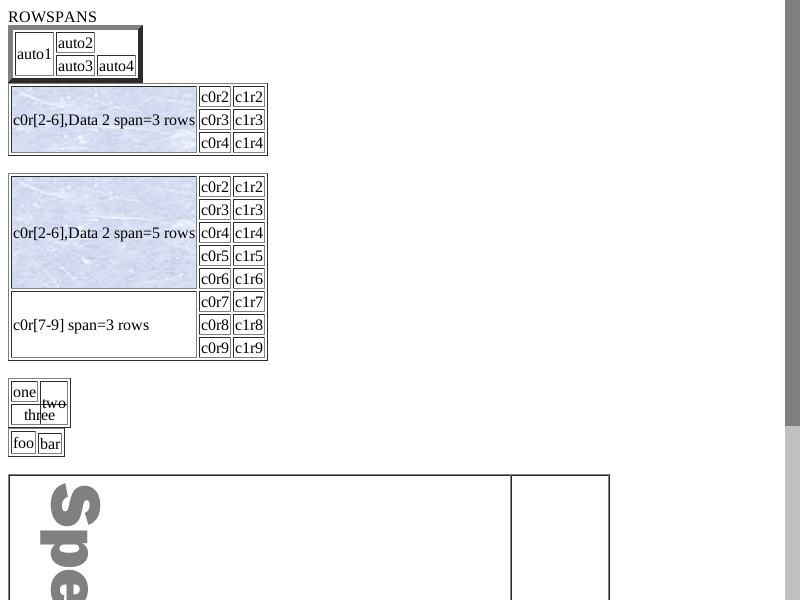 ROWSPANS
auto1 auto2
auto3 auto4
c0r[2-6],Data 2 span=3 rows c0r2 c1r2
c0r3 c1r3
c0r4 c1r4
c0r[2-6],Data 2 span=5 rows c0r2 c1r2
c0r3 c1r3
c0r4 c1r4
c0r5 c1r5
c0r6 c1r6
c0r[7-9] span=3 rows c0r7 c1r7
c0r8 c1r8
c0r9 c1r9
one two
three
foo bar
Spe